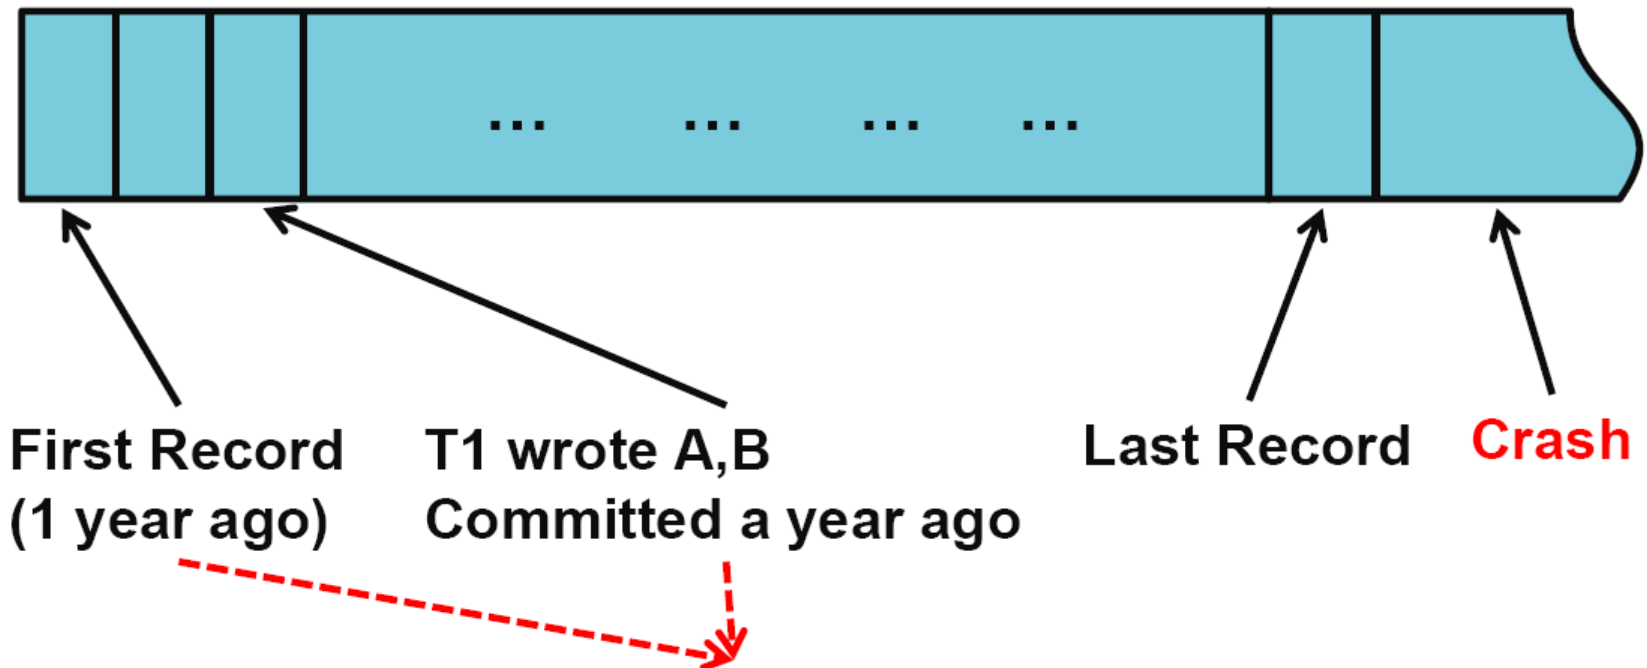 ... ... ... ...
First Record
(1 year ago)
T1 wrote A,B
Committed a year ago
Last Record
Crash